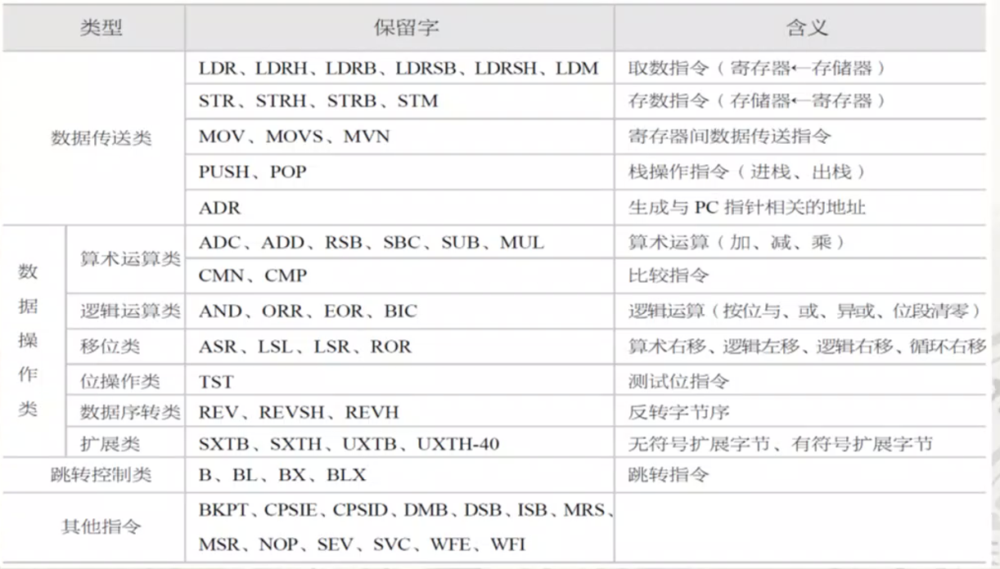 类型 保留字 含义
LDR、LDRH、LDRB、LDRSB、LDRSH、LDM 取数指令（寄存器←存储器）
STR、STRH、STRB、STM 存数指令（存储器←寄存器）
数据传送类 MOV、MOVS、MVN 寄存器间数据传送指令
PUSH、POP 栈操作指令（进栈、出栈）
ADR 生成与 PC 指针相关的地址
数据操作类 算术运算类 ADC、ADD、RSB、SBC、SUB、MUL 算术运算（加、减、乘）
CMN、CMP 比较指令
逻辑运算类 AND、ORR、EOR、BIC 逻辑运算（按位与、或、异或、位段清零）
移位类 ASR、LSL、LSR、ROR 算术右移、逻辑左移、逻辑右移、循环右移
位操作类 TST 测试位指令
数据序转类 REV、REVSH、REVH 反转字节序
扩展类 SXTB、SXTH、UXTB、UXTH-40 无符号扩展字节、有符号扩展字节
跳转控制类 B、BL、BX、BLX 跳转指令
其他指令 BKPT、CPSIE、CPSID、DMB、DSB、ISB、MRS、
MSR、NOP、SEV、SVC、WFE、WFI